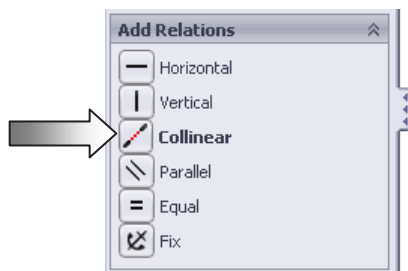 Add Relations
Horizontal
Vertical
Collinear
Parallel
Equal
Fix